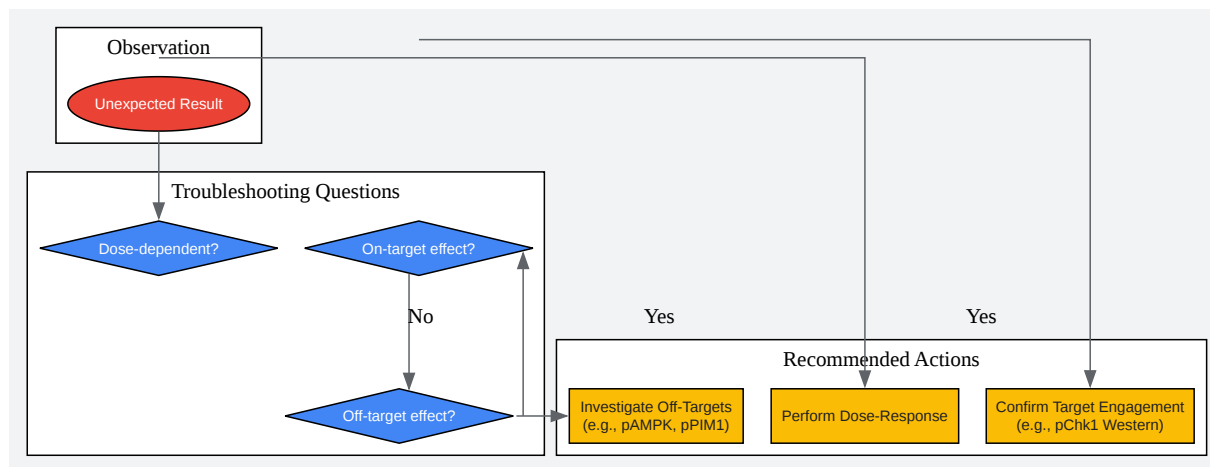 Observation
Unexpected Result
Troubleshooting Questions
Dose-dependent?
On-target effect?
No
Yes
Yes
Off-target effect?
Recommended Actions
Investigate Off-Targets
(e.g., pAMPK, pPIM1)
Perform Dose-Response
Confirm Target Engagement
(e.g., pChk1 Western)